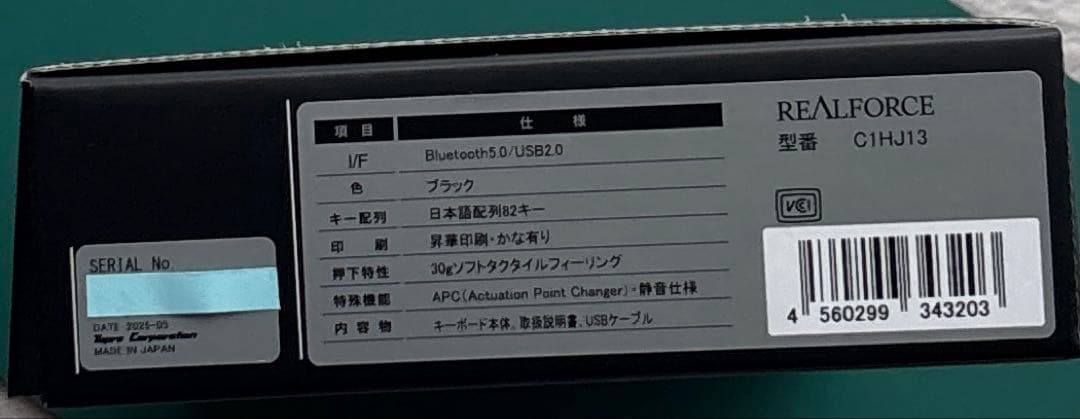 項目 仕様
I/F Bluetooth5.0/USB2.0
色 ブラック
キー配列 日本語配列82キー
印刷 昇華印刷・かな有り
押下特性 30gソフトタクタイルフィーリング
特殊機能 APC(Actuation Point Changer)・静音仕様
内容物 キーボード本体、取扱説明書、USBケーブル
REALFORCE
型番 C1HJ13
VCI
4 560299 343203
SERIAL No.
DATE 2025-05
Topre Corporation
MADE IN JAPAN